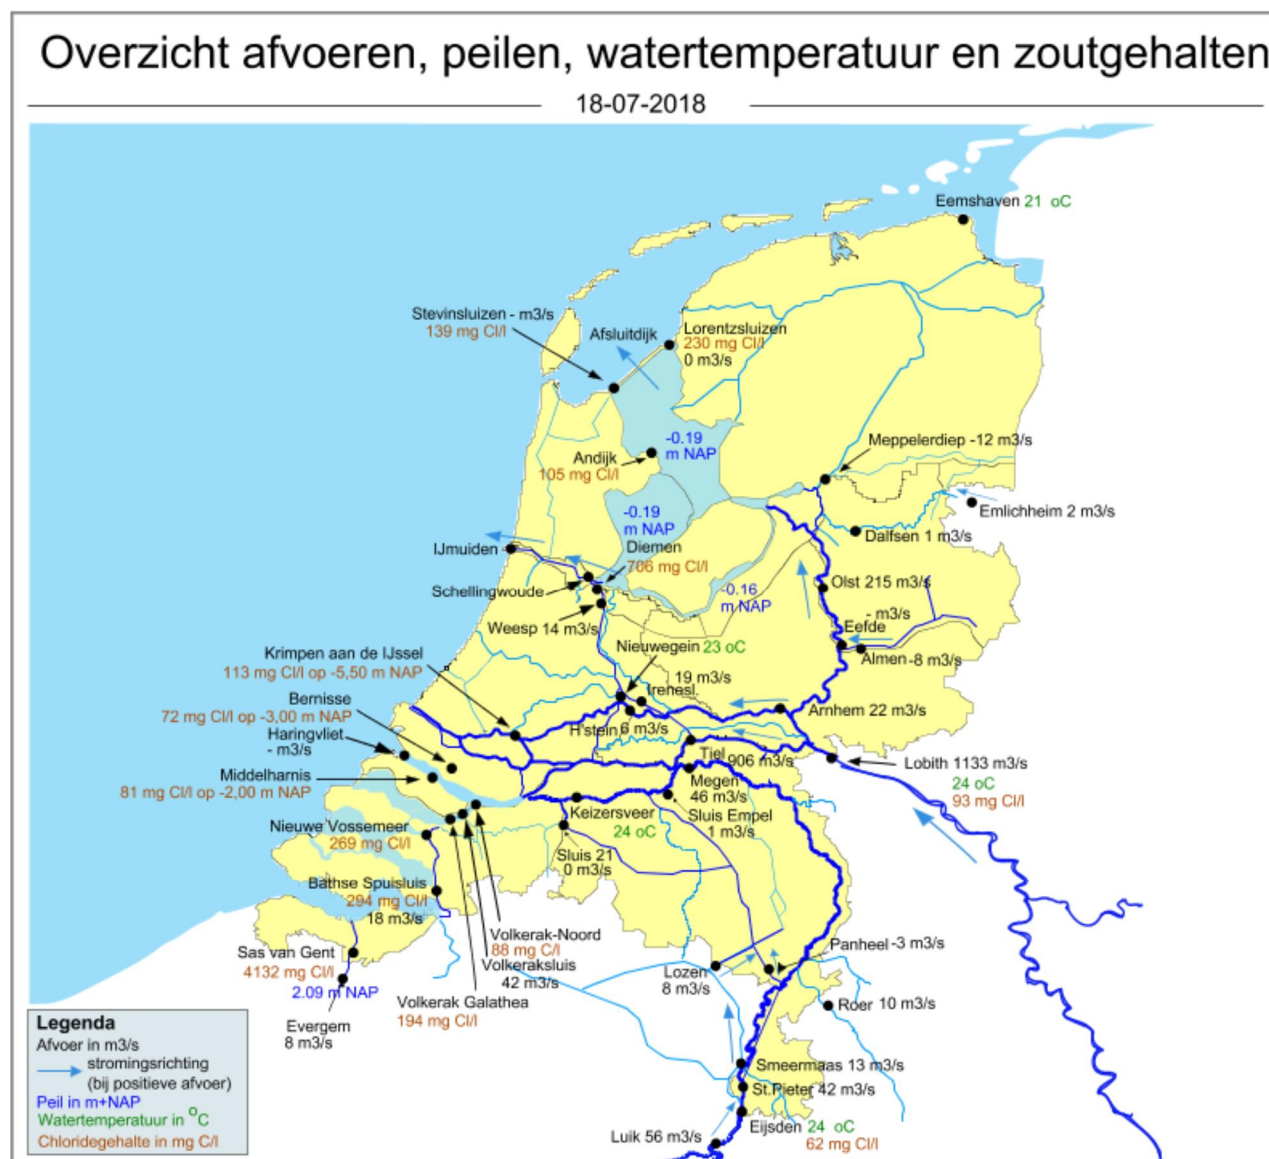 Overzicht afvoeren, peilen, watertemperatuur en zoutgehalten
18-07-2018
Eemshaven 21 oC
Stevinsluizen - m3/s
139 mg Cl/l
Afsluitdijk
Lorentzsluizen
230 mg Cl/l
0 m3/s
-0.19
m NAP
Meppelerdiep -12 m3/s
Andijk
105 mg Cl/l
-0.19
m NAP
Emlichheim 2 m3/s
Dalfsen 1 m3/s
IJmuiden
Diemen
706 mg Cl/l
Schellingwoude
-0.16
m NAP
Olst 215 m3/s
- m3/s
Eefde
Weesp 14 m3/s
Almen -8 m3/s
Nieuwegein 23 oC
Krimpen aan de IJssel
113 mg Cl/l op -5,50 m NAP
19 m3/s
Irenesl.
Bernisse
72 mg Cl/l op -3,00 m NAP
Arnhem 22 m3/s
H'stein 6 m3/s
Haringvliet
- m3/s
Tiel 906 m3/s
Lobith 1133 m3/s
24 oC
93 mg Cl/l
Middelharnis
81 mg Cl/l op -2,00 m NAP
Megen
46 m3/s
Keizersveer
24 oC
Sluis Empel
1 m3/s
Nieuwe Vossemeer
269 mg Cl/l
Sluis 21
0 m3/s
Bathse Spuisluis
294 mg Cl/l
18 m3/s
Volkerak-Noord
88 mg C/l
Volkeraksluis
42 m3/s
Panheel -3 m3/s
Sas van Gent
4132 mg Cl/l
2.09 m NAP
Lozen
8 m3/s
Volkerak Galathea
194 mg Cl/l
Roer 10 m3/s
Evergem
8 m3/s
Smeermaas 13 m3/s
St.Pieter 42 m3/s
Eijsden 24 oC
62 mg Cl/l
Luik 56 m3/s
Legenda
Afvoer in m3/s
stromingsrichting
(bij positieve afvoer)
Peil in m+NAP
Watertemperatuur in °C
Chloridegehalte in mg C/l